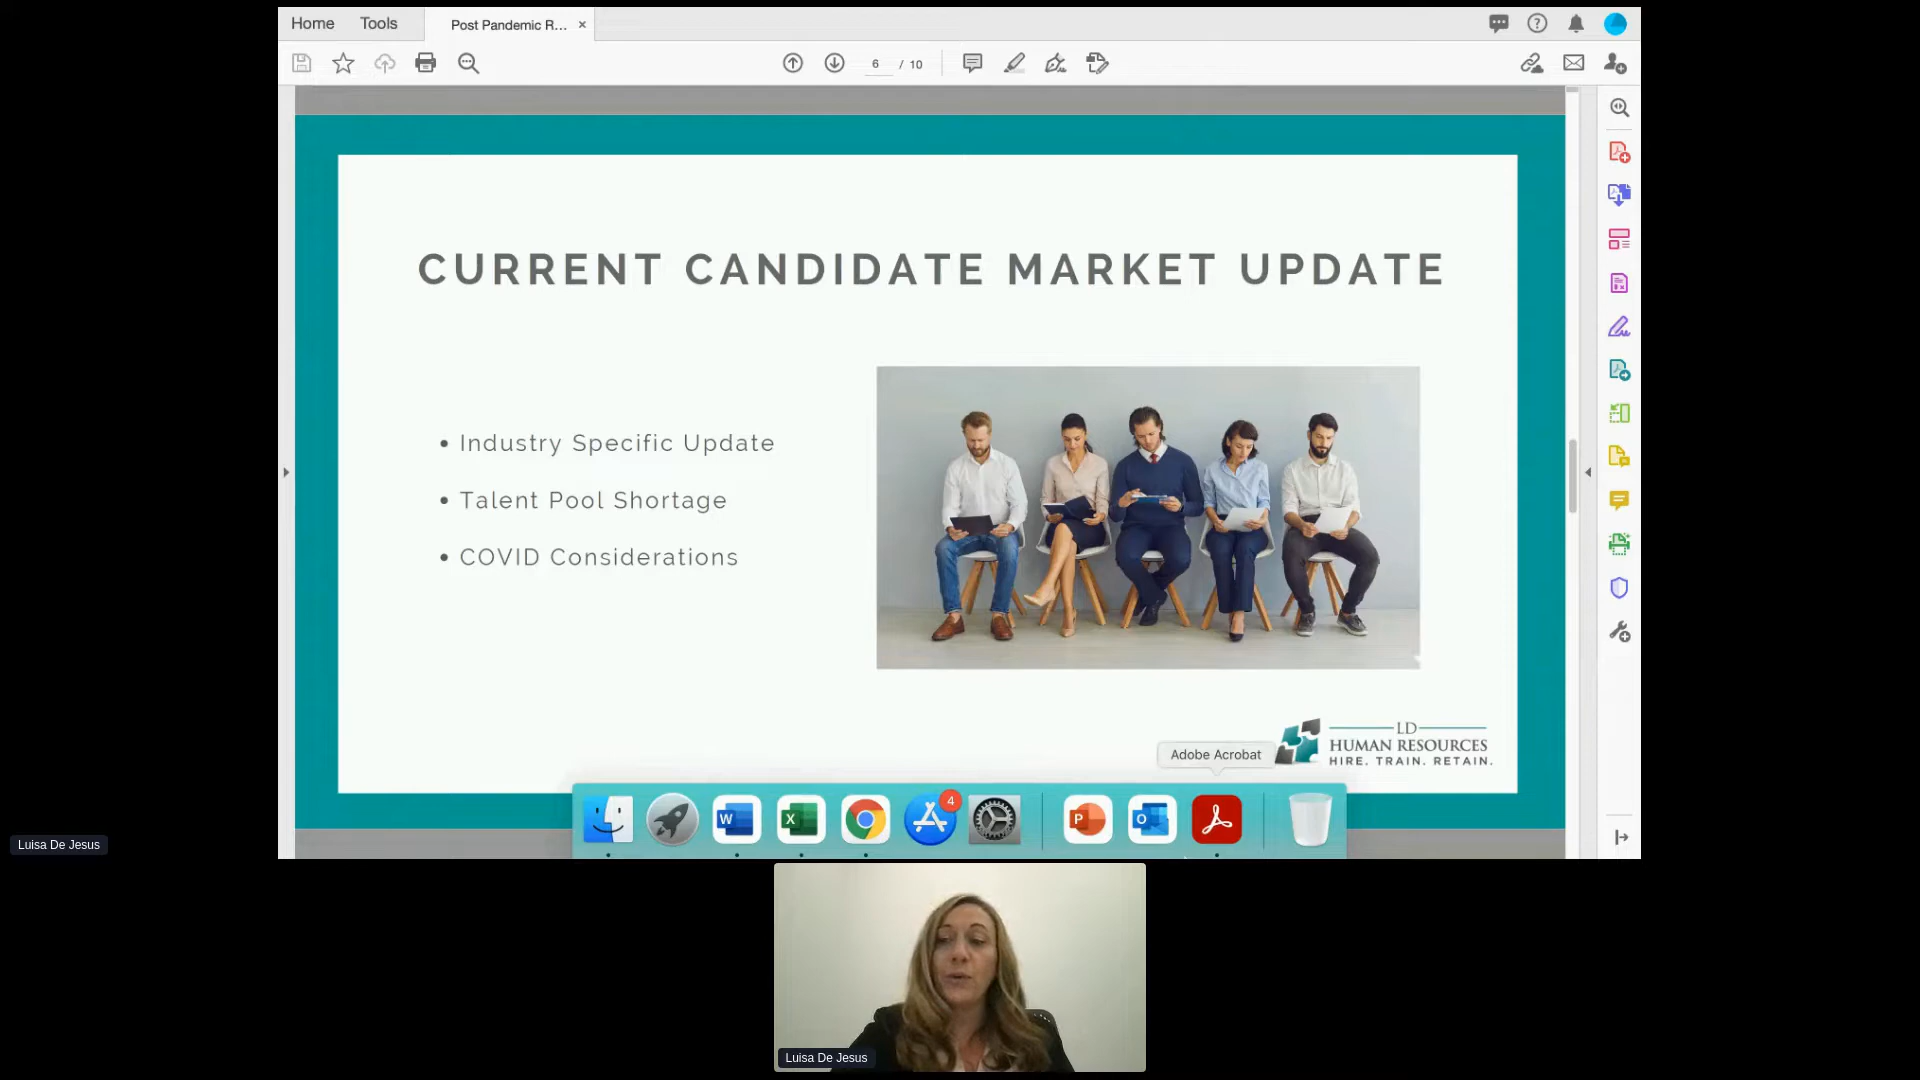 Home
Tools
Post Pandemic R...
6 / 10
CURRENT CANDIDATE MARKET UPDATE
• Industry Specific Update
• Talent Pool Shortage
• COVID Considerations
LD
HUMAN RESOURCES
HIRE. TRAIN. RETAIN.
Adobe Acrobat
4
W
X
P
O
Luisa De Jesus
Luisa De Jesus